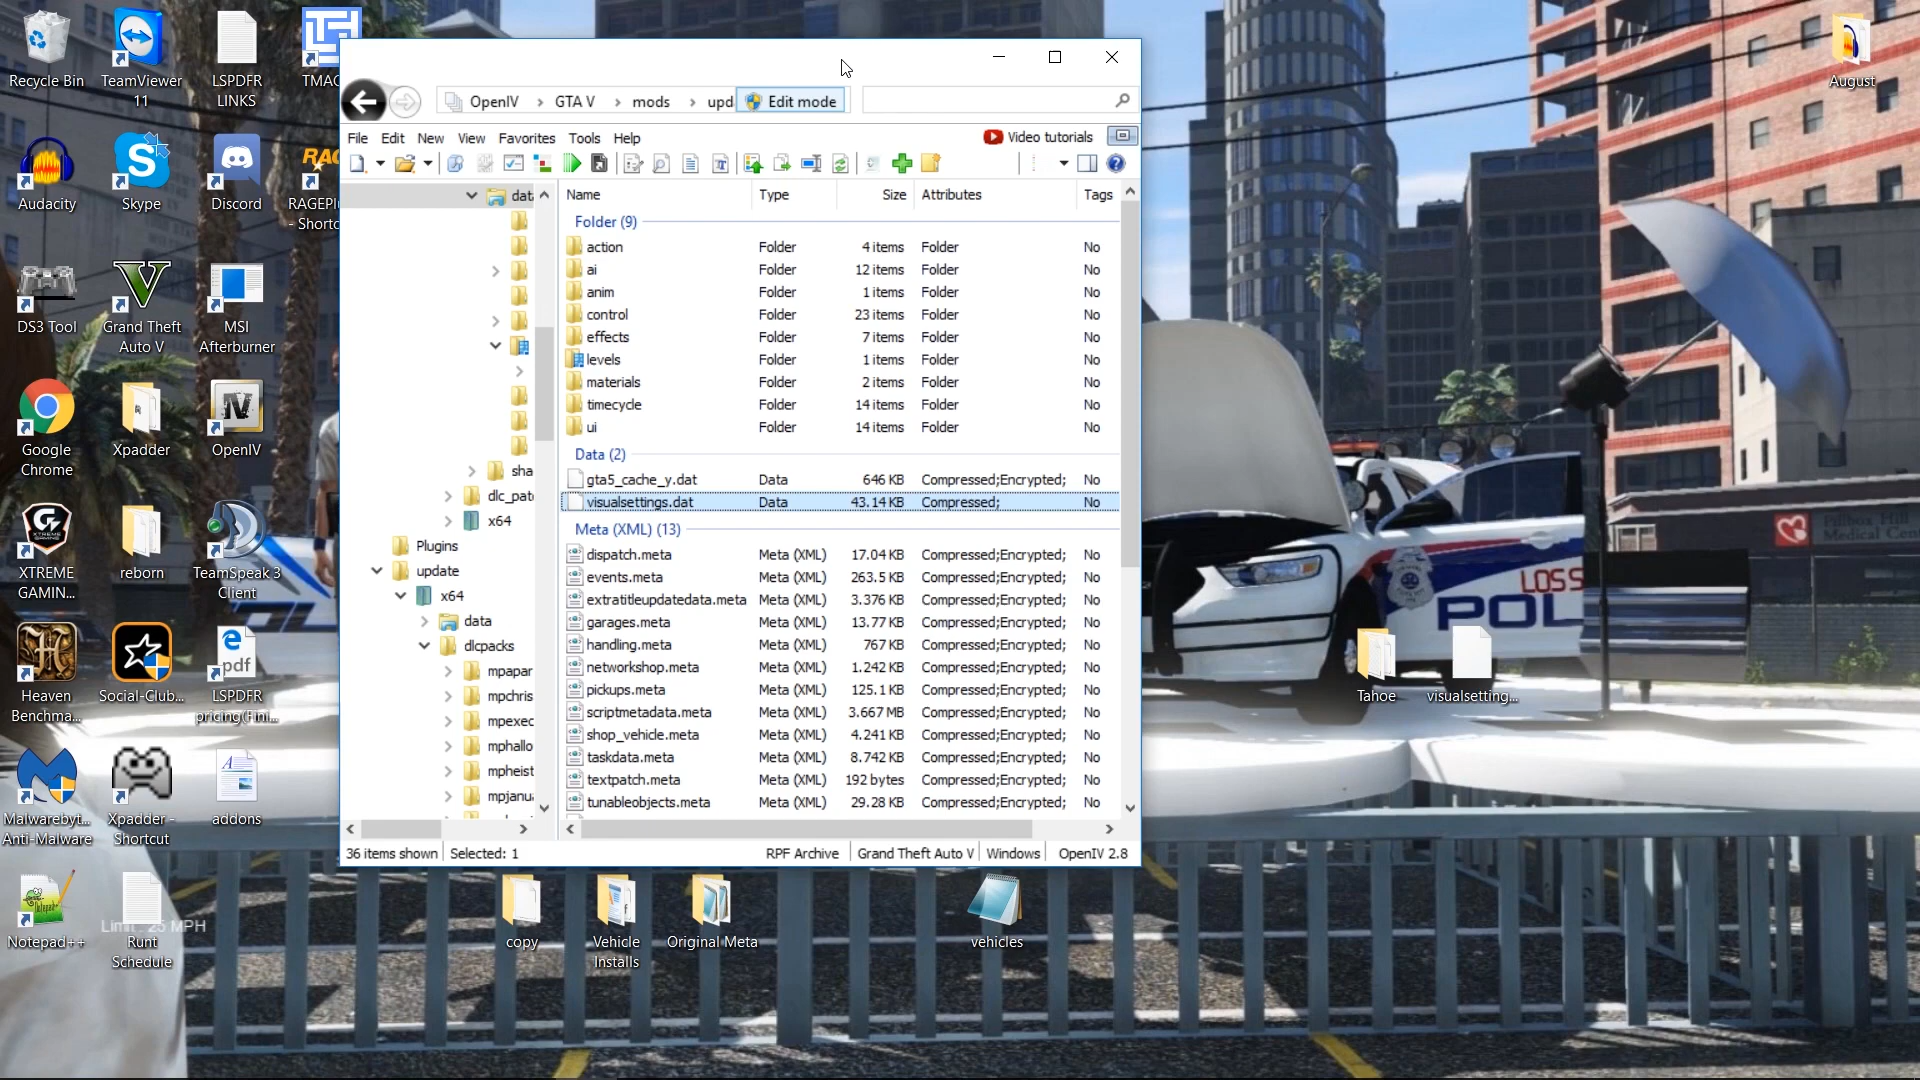 Recycle Bin
TeamViewer 11
LSPDFR LINKS
TMAC
August
OpenIV > GTA V > mods > upd
Edit mode
File Edit New View Favorites Tools Help
Video tutorials
Audacity
Skype
Discord
RAGEPl
- Shortc
DS3 Tool
Grand Theft Auto V
MSI Afterburner
Google Chrome
Xpadder
OpenIV
XTREME GAMIN...
reborn
TeamSpeak 3 Client
Heaven Benchma...
Social-Club...
LSPDFR pricing(Fini...
Malwarebyt... Anti-Malware
Xpadder - Shortcut
addons
Notepad++
Limit : 25 MPH
Runt Schedule
data
sha
dlc_patc
x64
Plugins
update
x64
data
dlcpacks
mpapar
mpchris
mpexec
mphallo
mpheist
mpjanua
Name Type Size Attributes Tags
Folder (9)
action Folder 4 items Folder No
ai Folder 12 items Folder No
anim Folder 1 items Folder No
control Folder 23 items Folder No
effects Folder 7 items Folder No
levels Folder 1 items Folder No
materials Folder 2 items Folder No
timecycle Folder 14 items Folder No
ui Folder 14 items Folder No
Data (2)
gta5_cache_y.dat Data 646 KB Compressed;Encrypted; No
visualsettings.dat Data 43.14 KB Compressed; No
Meta (XML) (13)
dispatch.meta Meta (XML) 17.04 KB Compressed;Encrypted; No
events.meta Meta (XML) 263.5 KB Compressed;Encrypted; No
extratitleupdatedata.meta Meta (XML) 3.376 KB Compressed;Encrypted; No
garages.meta Meta (XML) 13.77 KB Compressed;Encrypted; No
handling.meta Meta (XML) 767 KB Compressed;Encrypted; No
networkshop.meta Meta (XML) 1.242 KB Compressed;Encrypted; No
pickups.meta Meta (XML) 125.1 KB Compressed;Encrypted; No
scriptmetadata.meta Meta (XML) 3.667 MB Compressed;Encrypted; No
shop_vehicle.meta Meta (XML) 4.241 KB Compressed;Encrypted; No
taskdata.meta Meta (XML) 8.742 KB Compressed;Encrypted; No
textpatch.meta Meta (XML) 192 bytes Compressed;Encrypted; No
tunableobjects.meta Meta (XML) 29.28 KB Compressed;Encrypted; No
36 items shown Selected: 1 RPF Archive Grand Theft Auto V Windows OpenIV 2.8
Pillbox Hill
Medical Cen
LOSS
POL
Tahoe
visualsetting...
copy
Vehicle Installs
Original Meta
vehicles